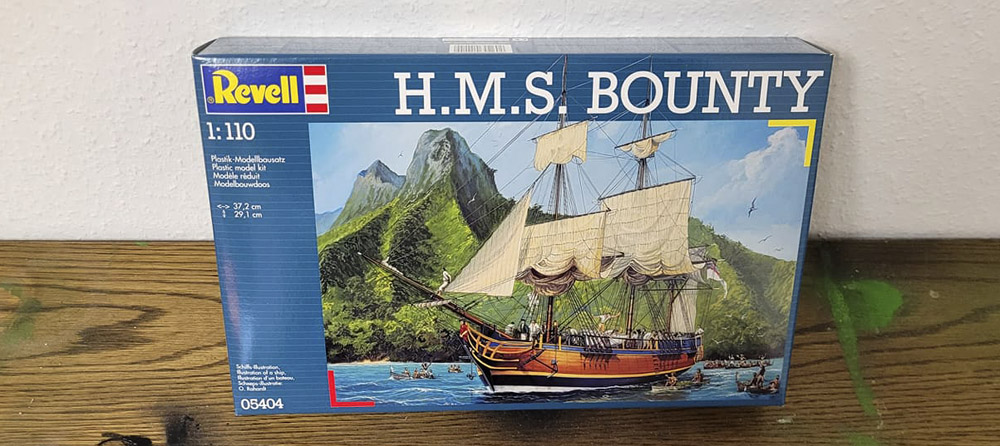 Revell
H.M.S. BOUNTY
1:110
Plastik-Modellbausatz
Plastic model kit
Modèle réduit
Modelbouwdoos
<-> 37,2 cm
↕ 29,1 cm
Schiffs-illustration,
Illustration of a ship,
Illustration d'un bateau,
Scheeps-illustratie:
O. Rahardt
05404